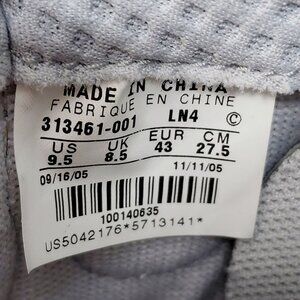 MADE IN CHINA
FABRIQUE EN CHINE
313461-001 LN4 ©
US UK EUR CM
9.5 8.5 43 27.5
09/16/05 11/11/05
100140635
US5042176*5713141*